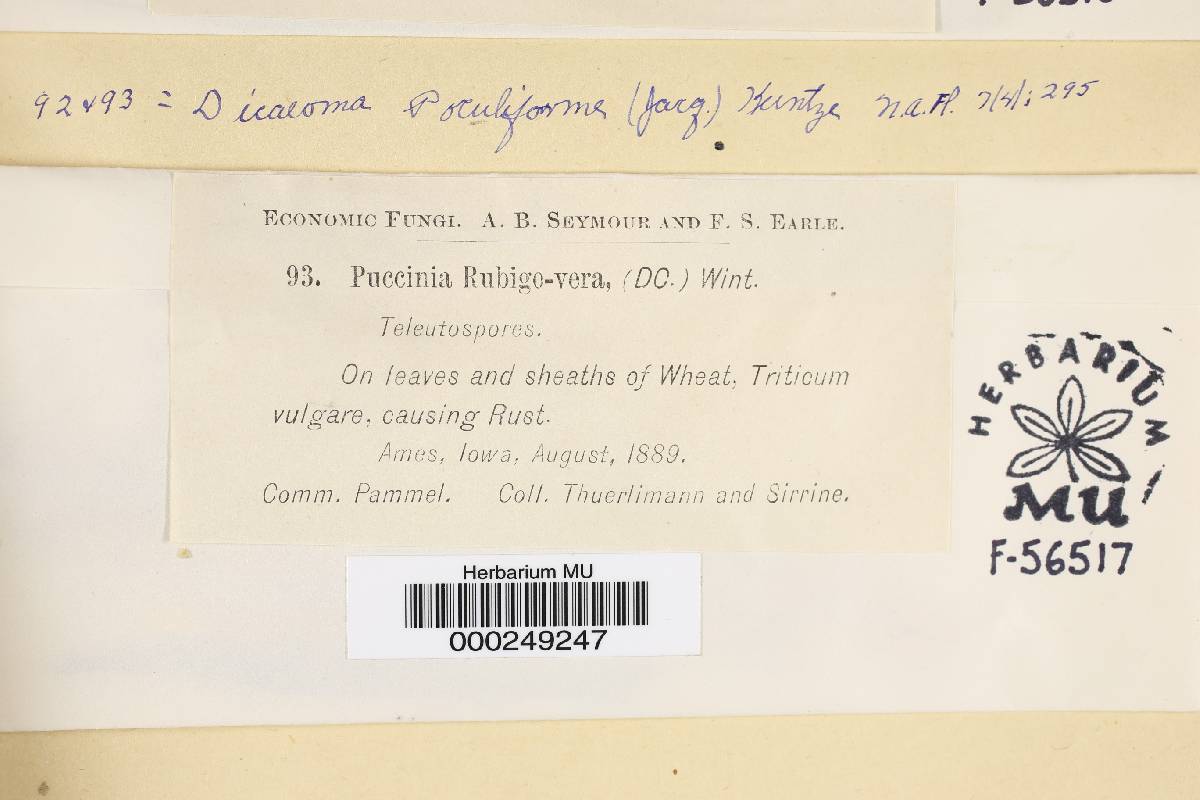 92 & 93 = Dicaeoma Poculiforme (Jacq.) Kuntze N.A.Fl. 7/4/: 295
ECONOMIC FUNGI. A. B. SEYMOUR AND F. S. EARLE.
93. Puccinia Rubigo-vera, (DC.) Wint.
Teleutospores.
On leaves and sheaths of Wheat, Triticum
vulgare, causing Rust.
Ames, Iowa, August, 1889.
Comm. Pammel. Coll. Thuerlimann and Sirrine.
HERBARIUM
MU
F-56517
Herbarium MU
000249247